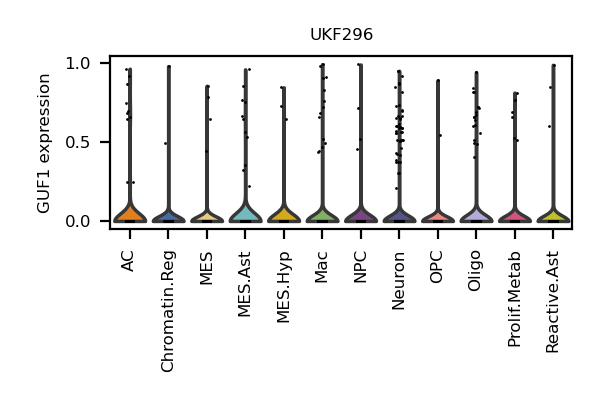 UKF296
GUF1 expression
1.0
0.5
0.0
AC
Chromatin.Reg
MES
MES.Ast
MES.Hyp
Mac
NPC
Neuron
OPC
Oligo
Prolif.Metab
Reactive.Ast